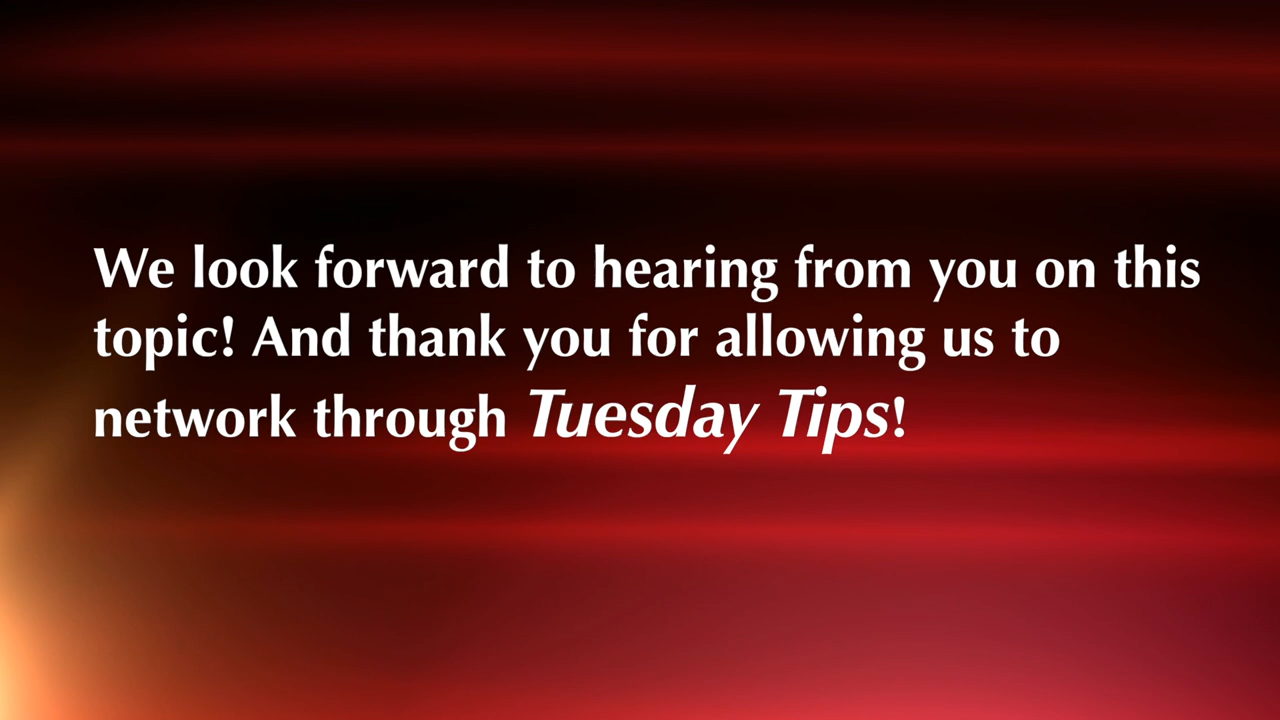 We look forward to hearing from you on this
topic! And thank you for allowing us to
network through Tuesday Tips!